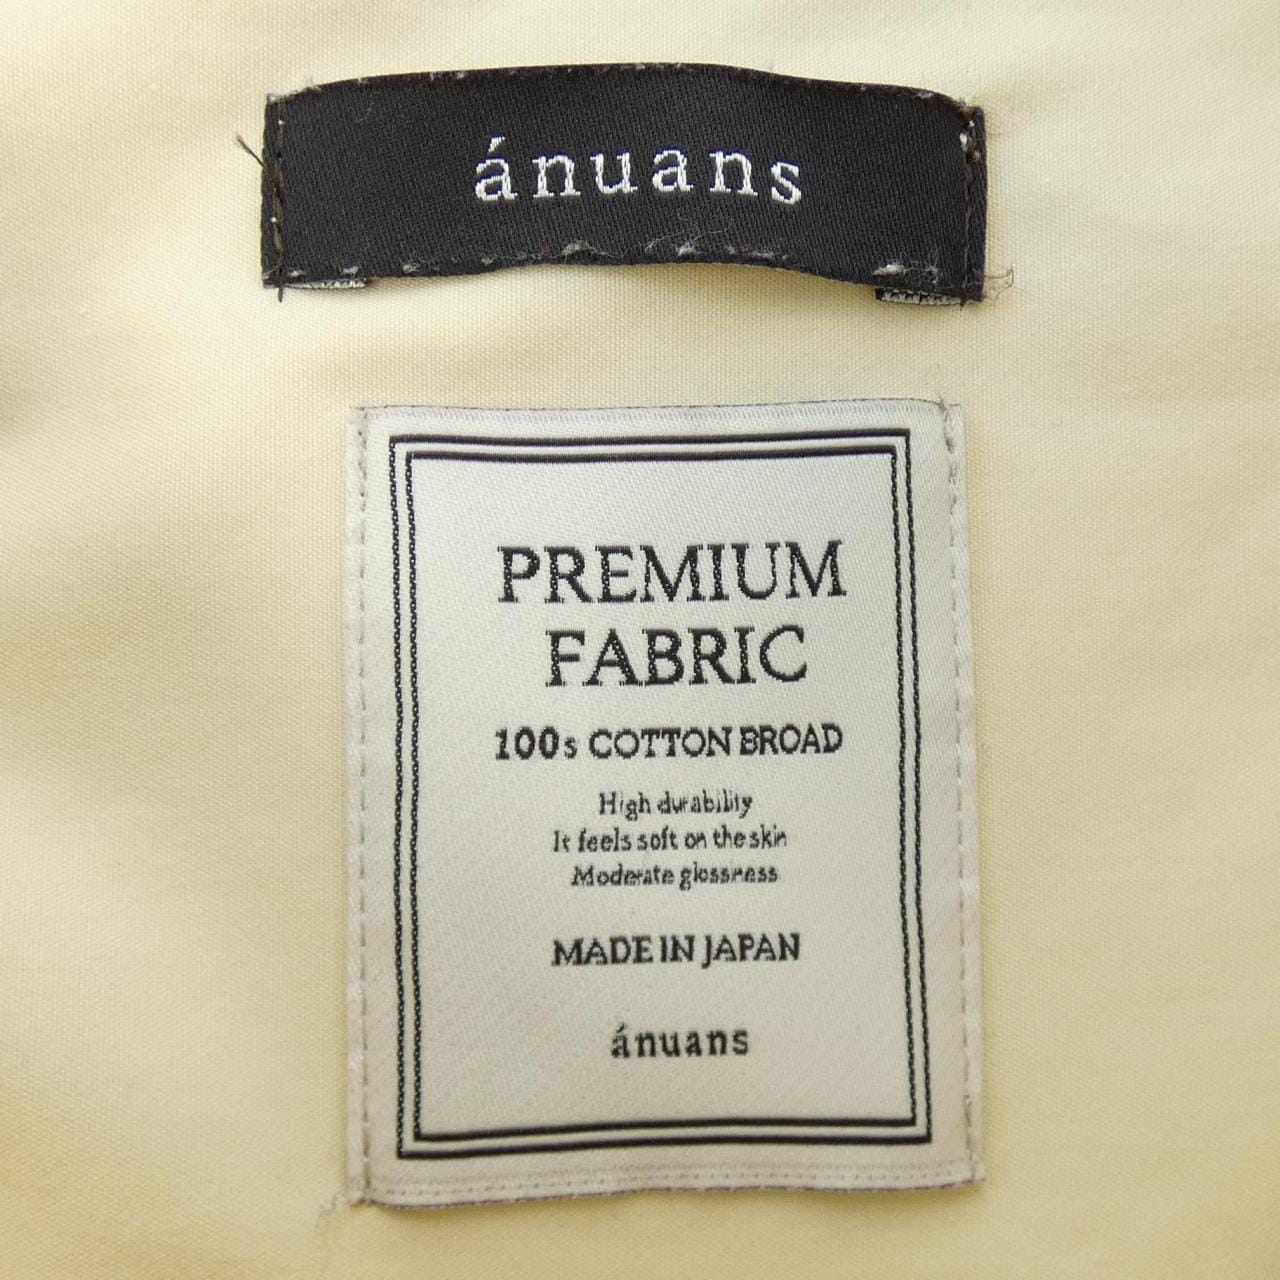 ánuans
PREMIUM
FABRIC
100s COTTON BROAD
High durability
It feels soft on the skin
Moderate glossiness
MADE IN JAPAN
ánuans